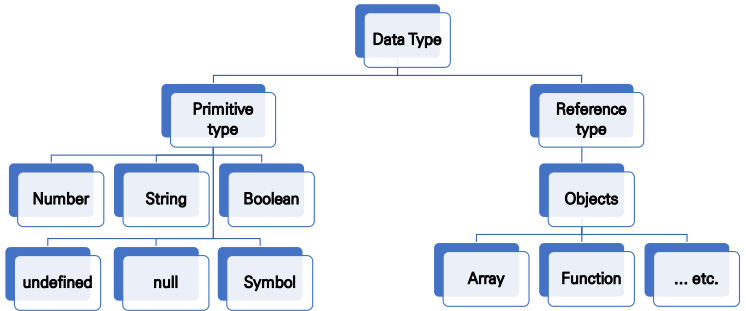 Data Type
Primitive
type
Reference
type
Number
String
Boolean
Objects
undefined
null
Symbol
Array
Function
... etc.